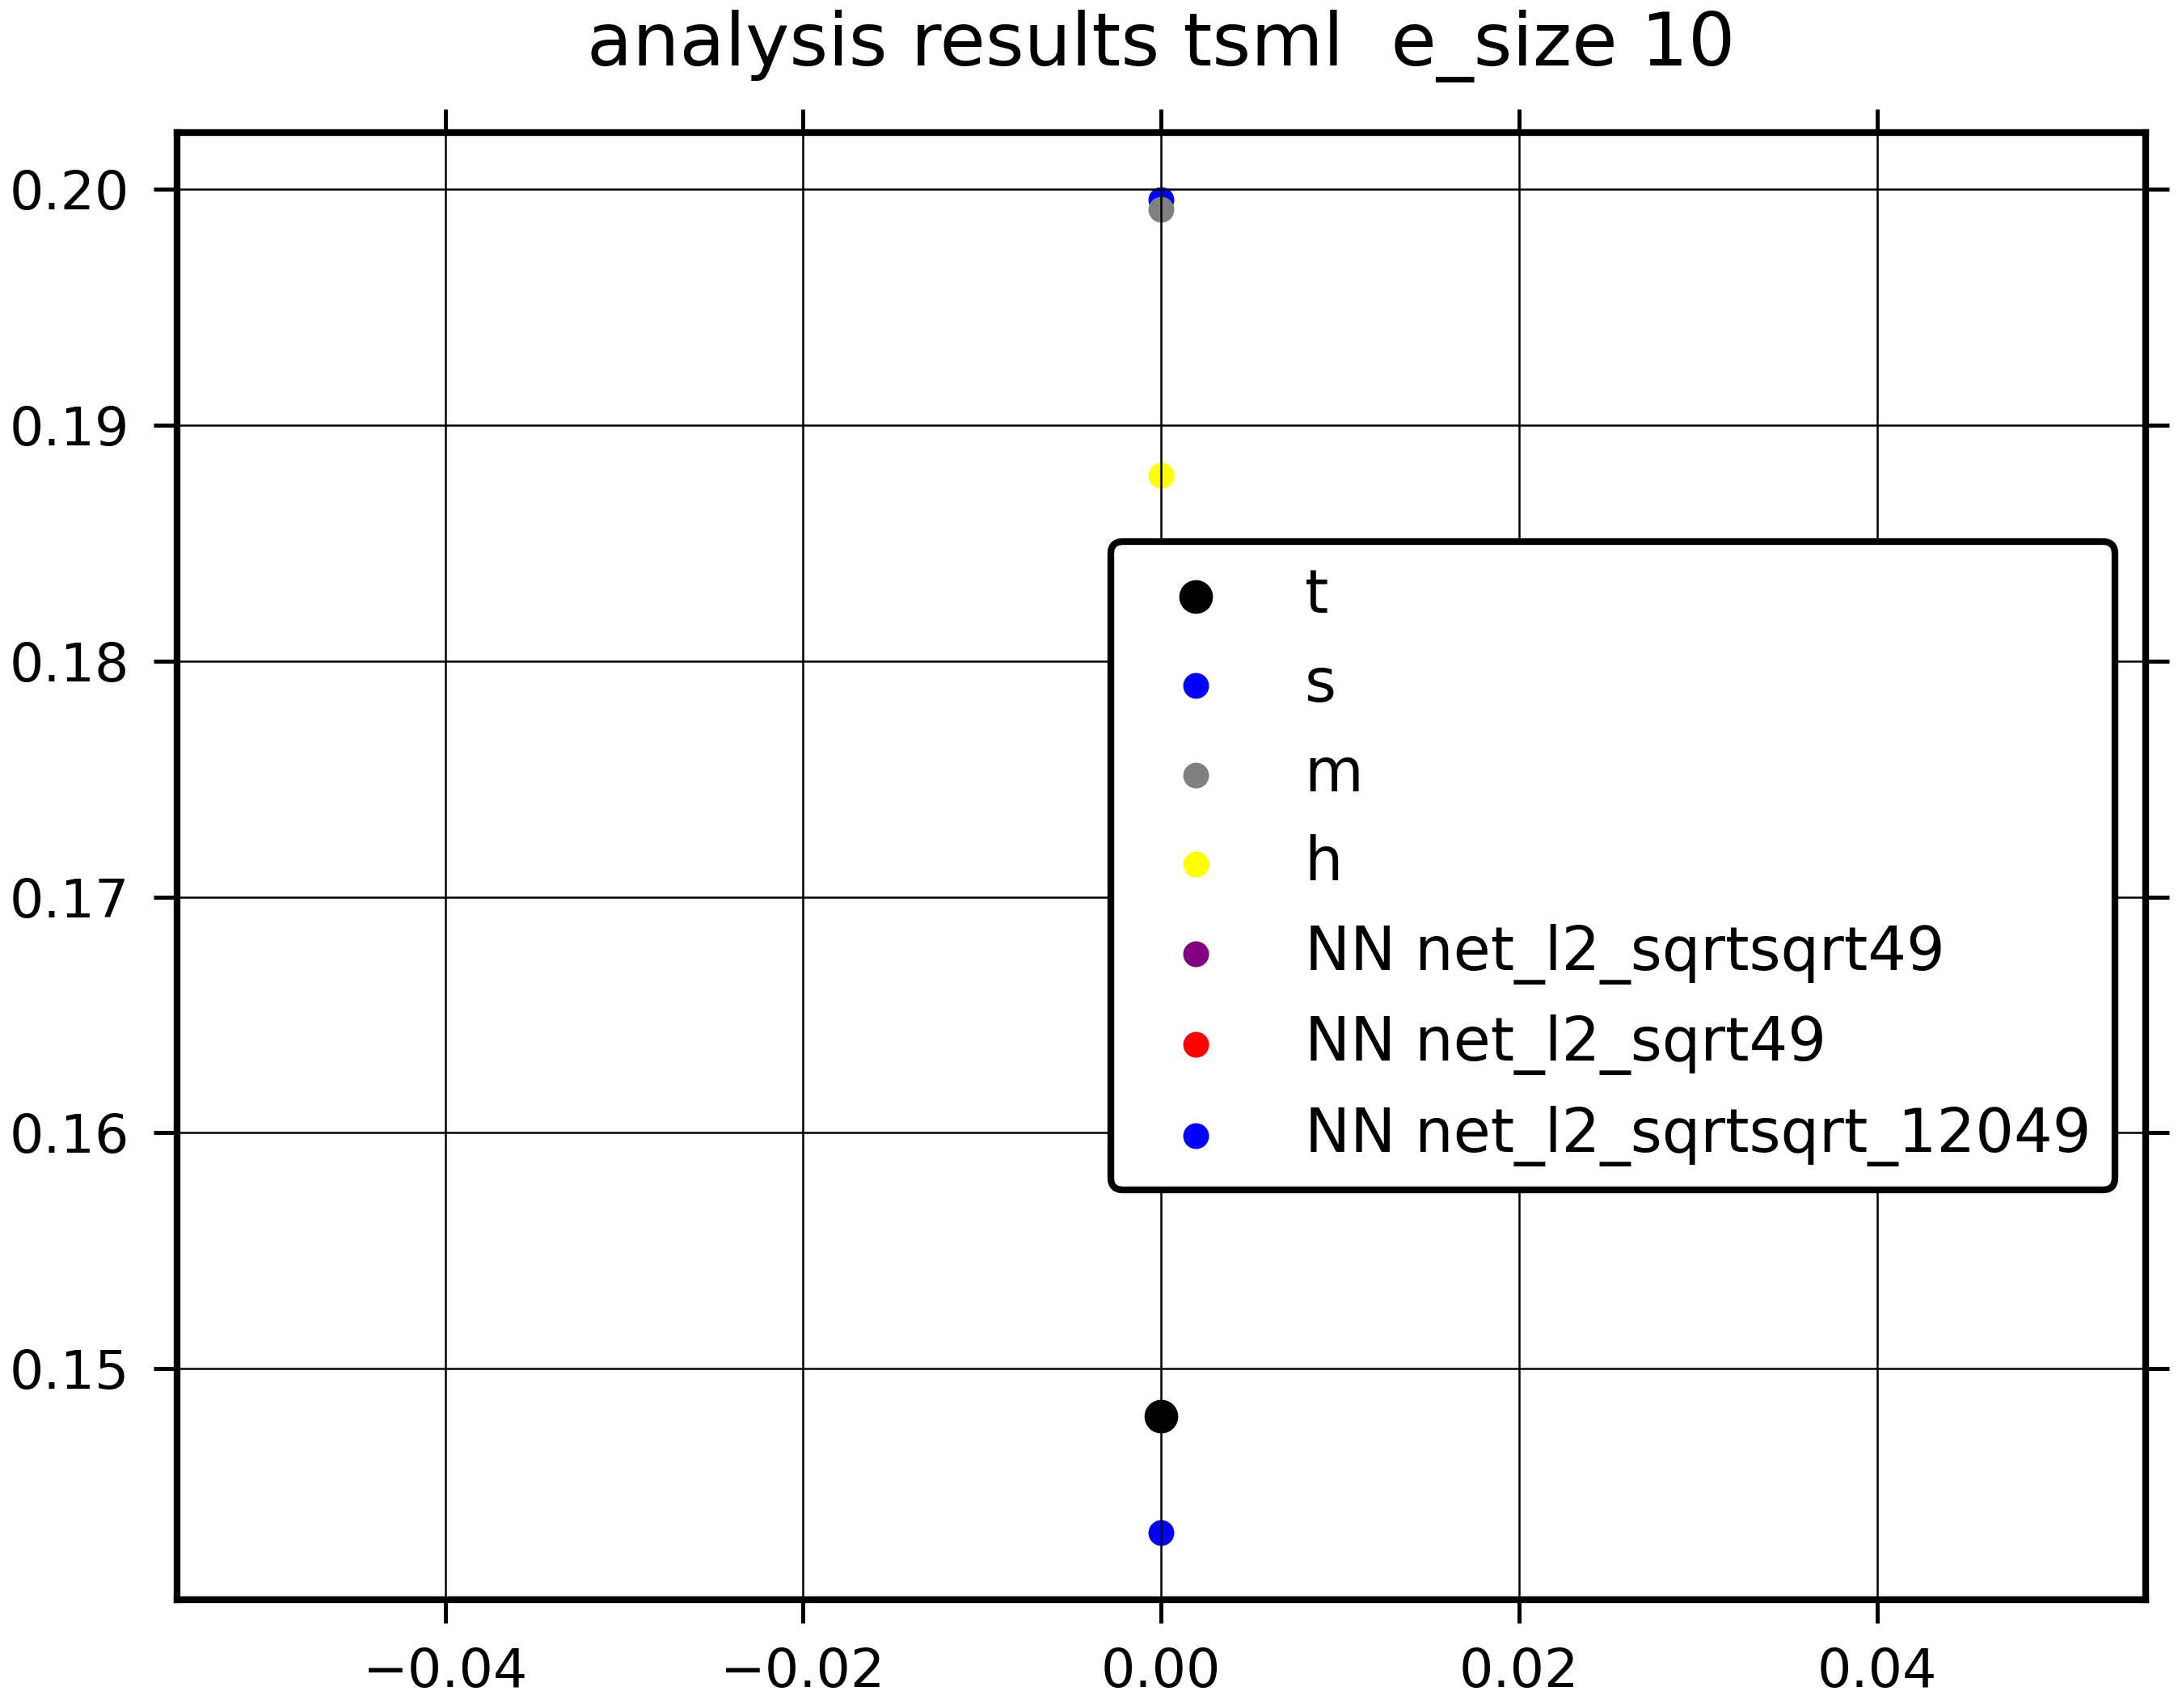 analysis results tsml  e_size 10
0.20
0.19
0.18
0.17
0.16
0.15
t
s
m
h
NN net_l2_sqrtsqrt49
NN net_l2_sqrt49
NN net_l2_sqrtsqrt_12049
−0.04 −0.02 0.00 0.02 0.04